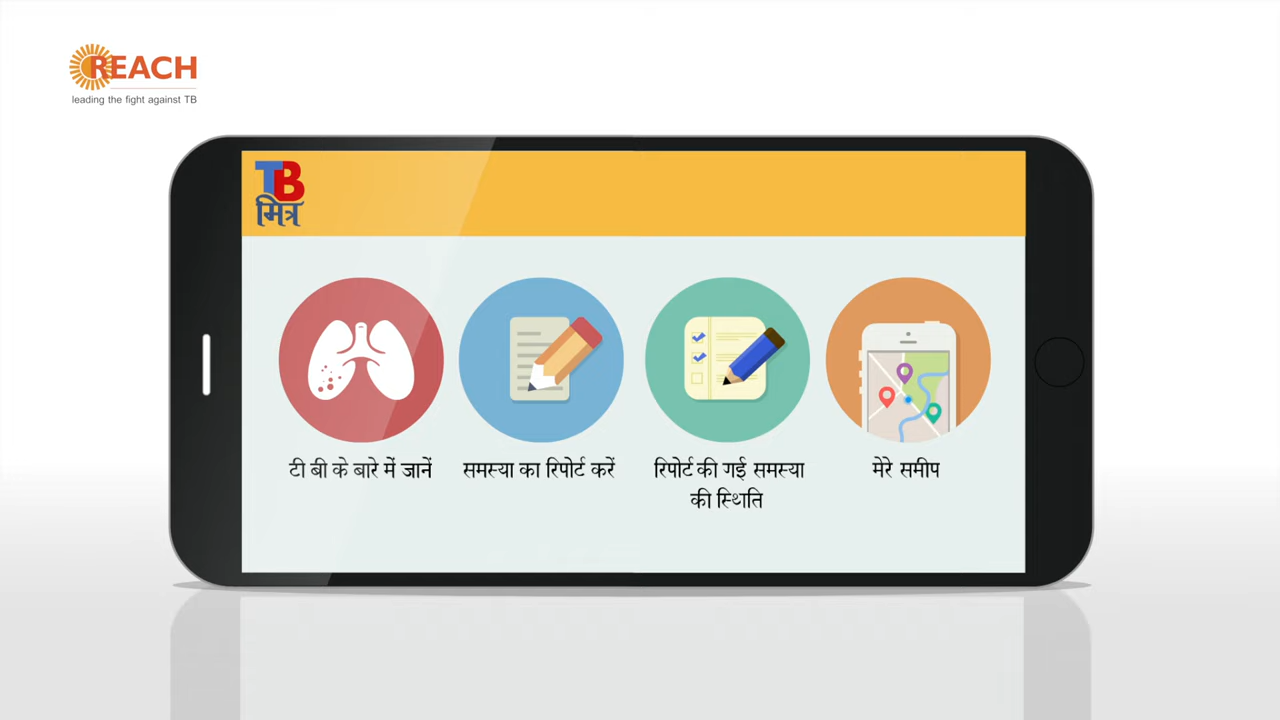 REACH
leading the fight against TB
TB
मित्र
टी बी के बारे में जानें
समस्या का रिपोर्ट करें
रिपोर्ट की गई समस्या
की स्थिति
मेरे समीप